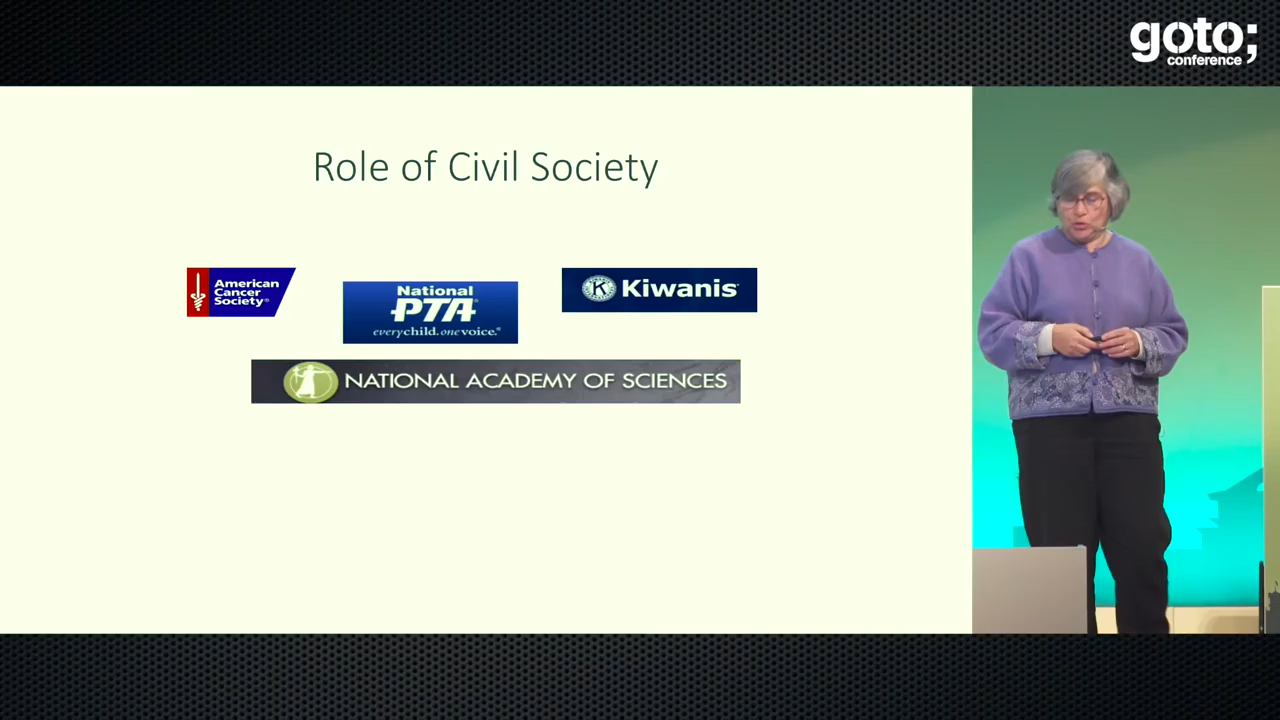 goto;
conference
Role of Civil Society
American
Cancer
Society®
National
PTA®
everychild.onevoice.®
Kiwanis
NATIONAL ACADEMY OF SCIENCES